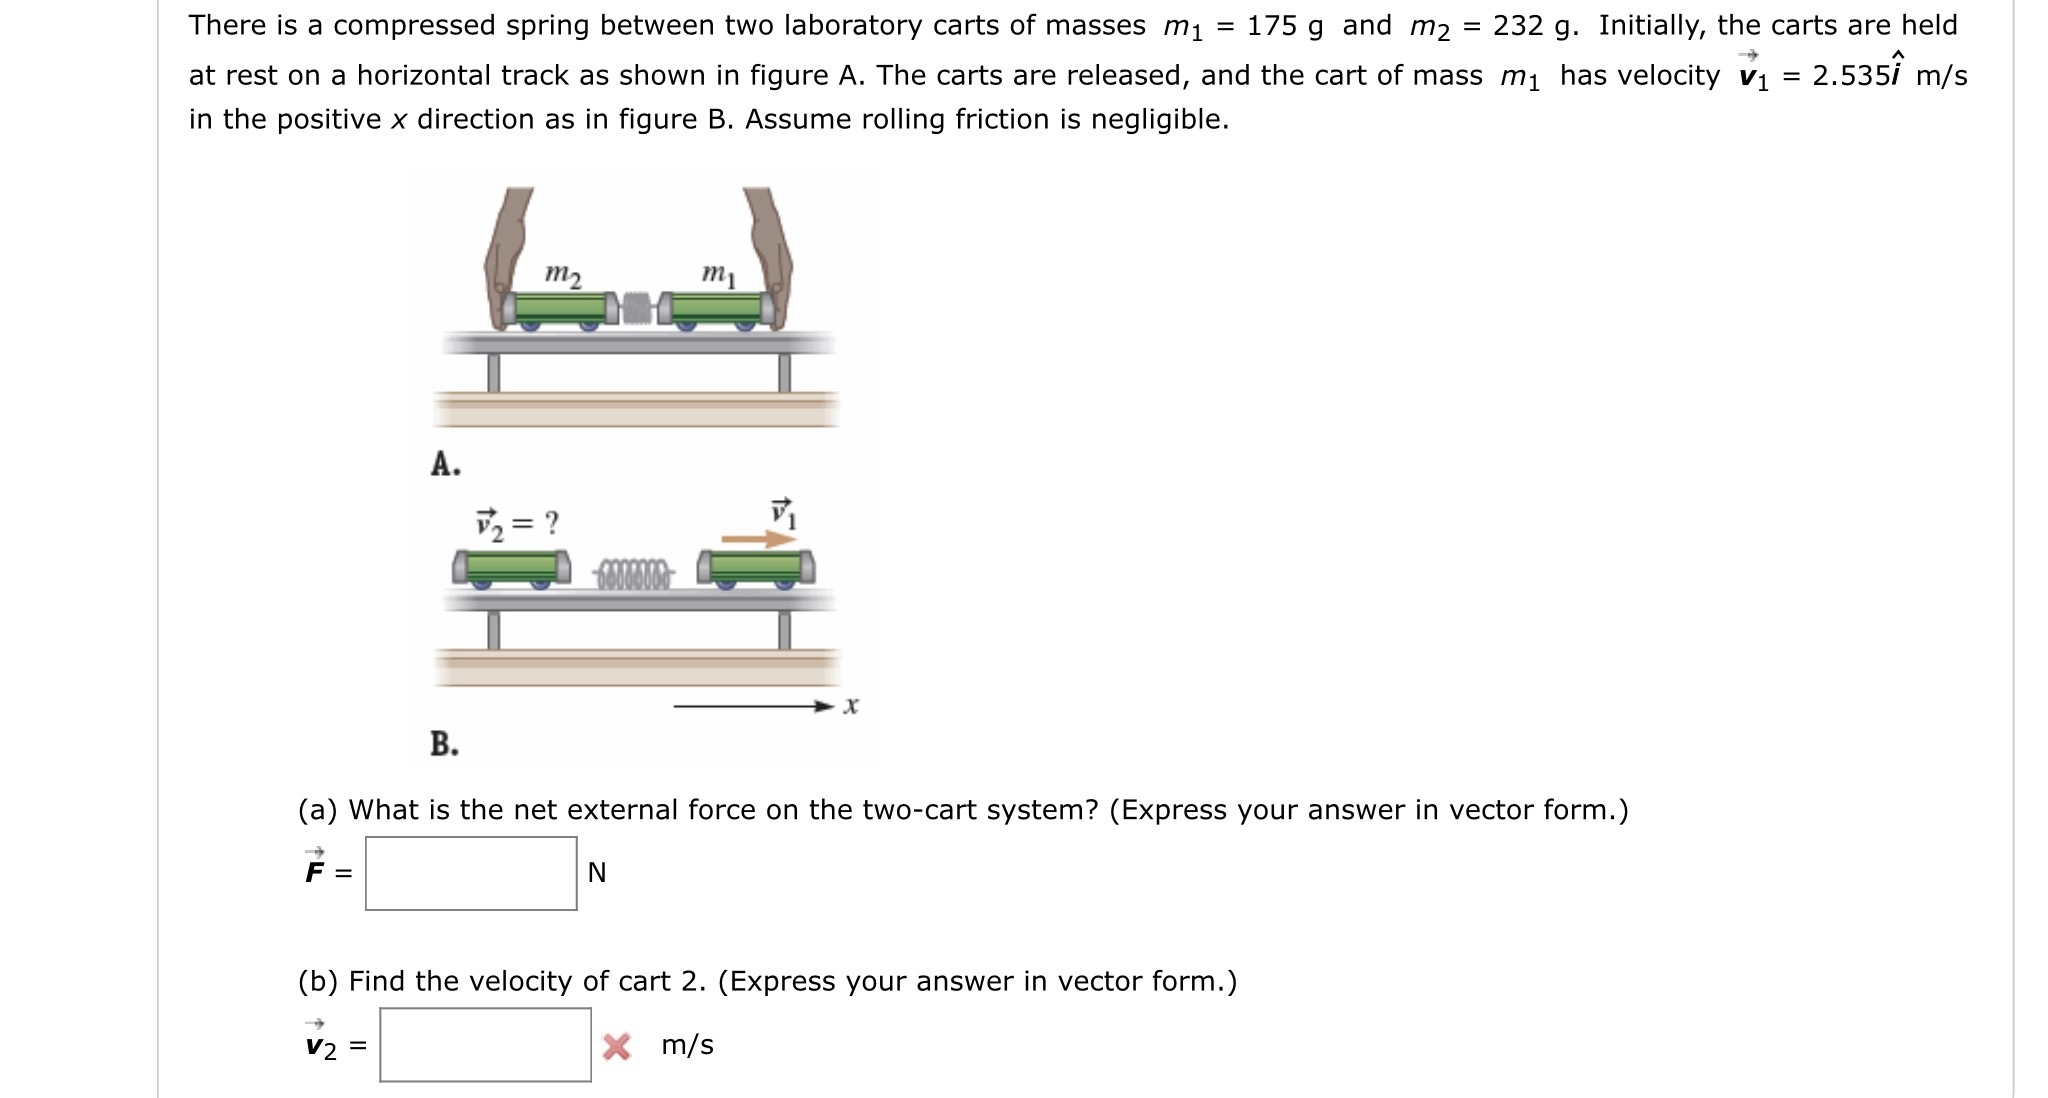 There is a compressed spring between two laboratory carts of masses m₁ = 175 g and m₂ = 232 g. Initially, the carts are held
at rest on a horizontal track as shown in figure A. The carts are released, and the cart of mass m₁ has velocity v⃗₁ = 2.535î m/s
in the positive x direction as in figure B. Assume rolling friction is negligible.
m₂ m₁
A.
v⃗₂ = ? v⃗₁
x
B.
(a) What is the net external force on the two-cart system? (Express your answer in vector form.)
F⃗ = N
(b) Find the velocity of cart 2. (Express your answer in vector form.)
v⃗₂ = m/s